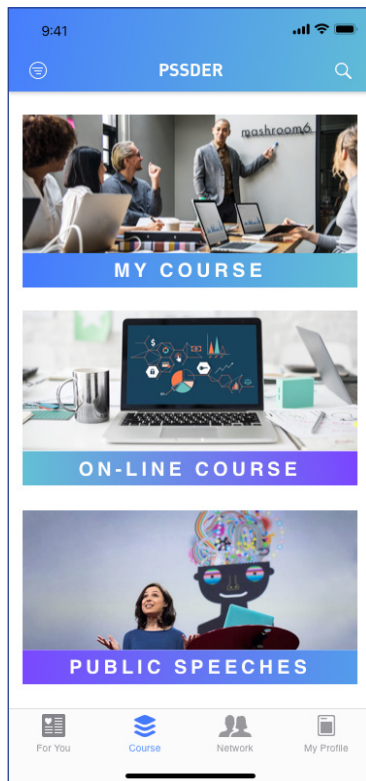 9:41
PSSDER
mashroom6
MY COURSE
$
ON-LINE COURSE
PUBLIC SPEECHES
For You
Course
Network
My Profile